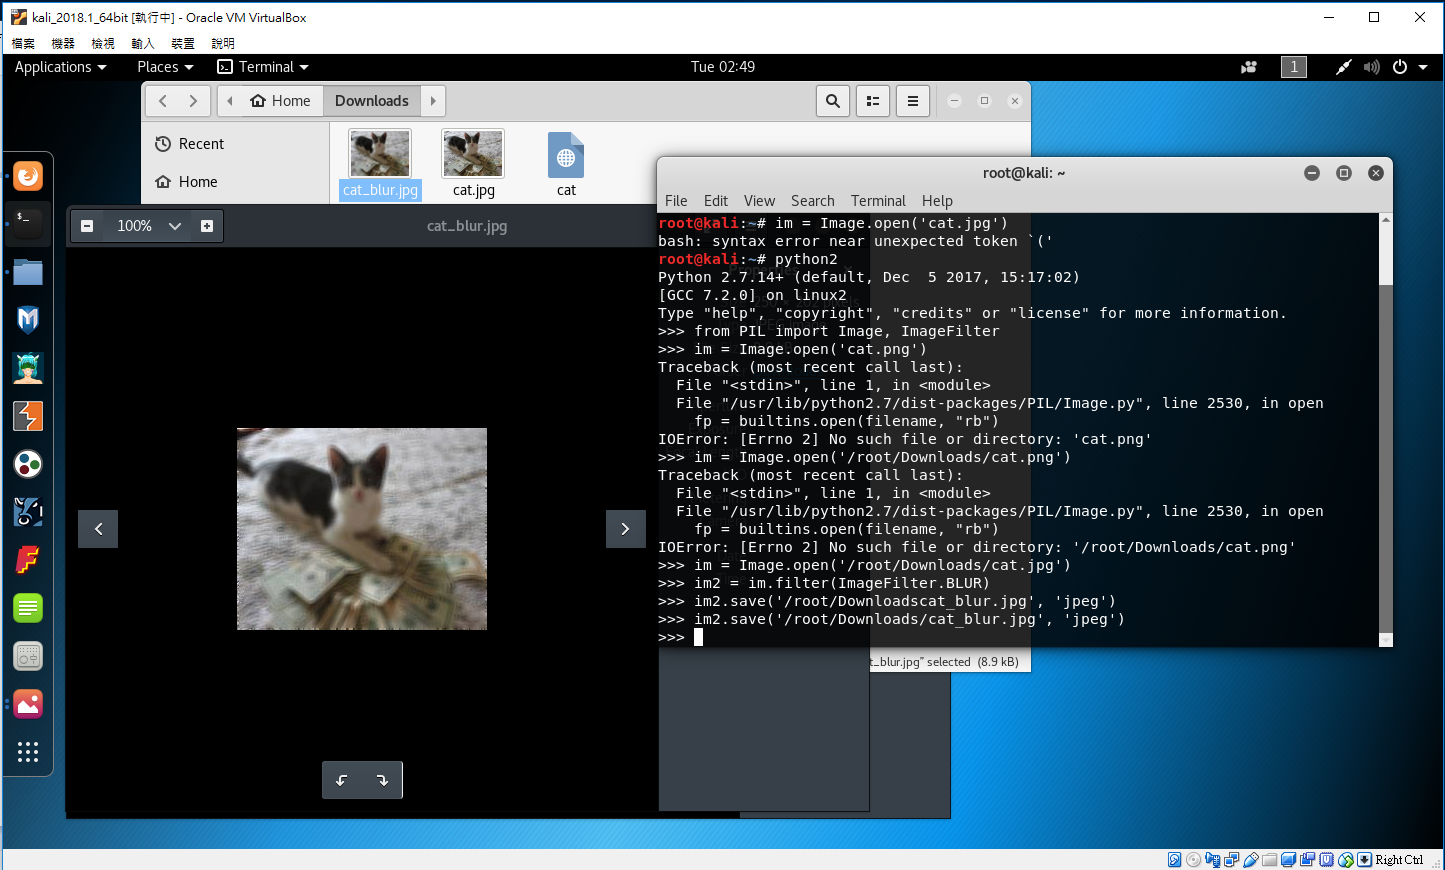 kali_2018.1_64bit [執行中] - Oracle VM VirtualBox
檔案 機器 檢視 輸入 裝置 說明
Applications Places Terminal Tue 02:49 1
Home Downloads
Recent
Home
cat_blur.jpg cat.jpg cat
100% cat_blur.jpg
root@kali: ~
File Edit View Search Terminal Help
root@kali:~# im = Image.open('cat.jpg')
bash: syntax error near unexpected token `('
root@kali:~# python2
Python 2.7.14+ (default, Dec  5 2017, 15:17:02)
[GCC 7.2.0] on linux2
Type "help", "copyright", "credits" or "license" for more information.
>>> from PIL import Image, ImageFilter
>>> im = Image.open('cat.png')
Traceback (most recent call last):
  File "<stdin>", line 1, in <module>
  File "/usr/lib/python2.7/dist-packages/PIL/Image.py", line 2530, in open
    fp = builtins.open(filename, "rb")
IOError: [Errno 2] No such file or directory: 'cat.png'
>>> im = Image.open('/root/Downloads/cat.png')
Traceback (most recent call last):
  File "<stdin>", line 1, in <module>
  File "/usr/lib/python2.7/dist-packages/PIL/Image.py", line 2530, in open
    fp = builtins.open(filename, "rb")
IOError: [Errno 2] No such file or directory: '/root/Downloads/cat.png'
>>> im = Image.open('/root/Downloads/cat.jpg')
>>> im2 = im.filter(ImageFilter.BLUR)
>>> im2.save('/root/Downloadscat_blur.jpg', 'jpeg')
>>> im2.save('/root/Downloads/cat_blur.jpg', 'jpeg')
>>>
t_blur.jpg" selected (8.9 kB)
Right Ctrl